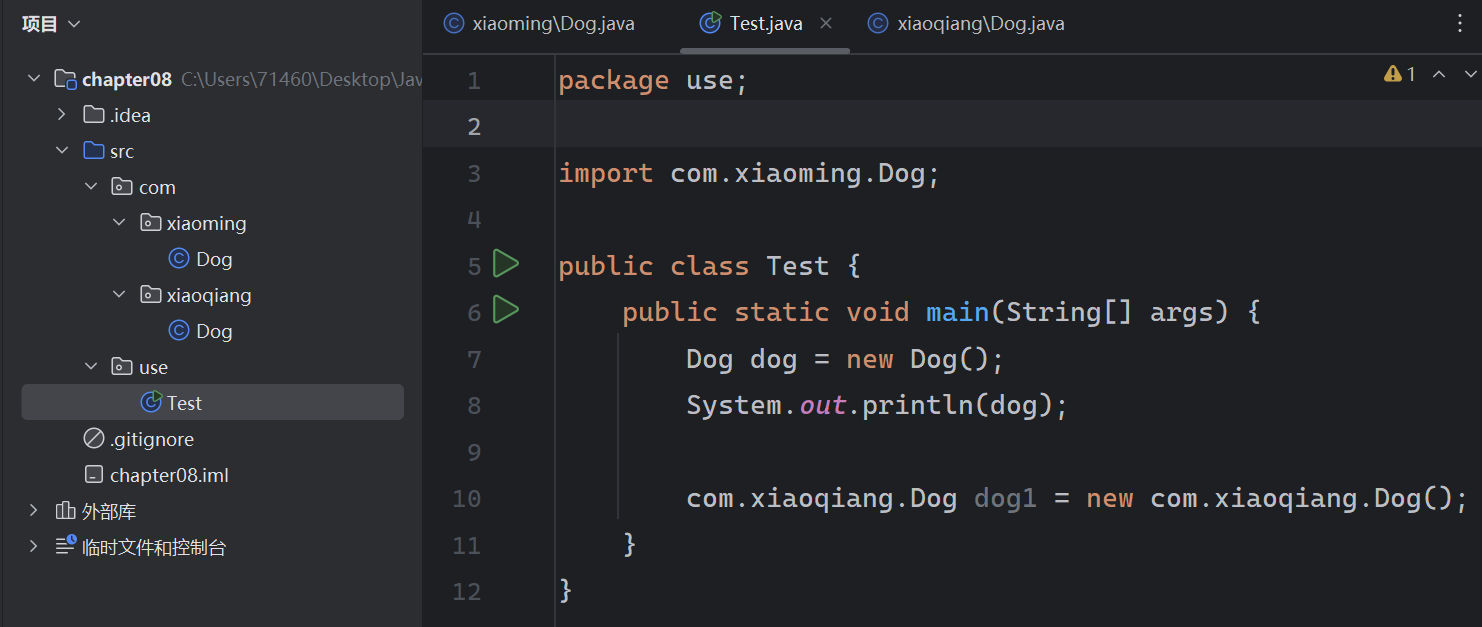 项目
chapter08 C:\Users\71460\Desktop\Jav
.idea
src
com
xiaoming
Dog
xiaoqiang
Dog
use
Test
.gitignore
chapter08.iml
外部库
临时文件和控制台
xiaoming\Dog.java Test.java xiaoqiang\Dog.java
1 package use; 1
2
3 import com.xiaoming.Dog;
4
5 public class Test {
6 public static void main(String[] args) {
7 Dog dog = new Dog();
8 System.out.println(dog);
9
10 com.xiaoqiang.Dog dog1 = new com.xiaoqiang.Dog();
11 }
12 }